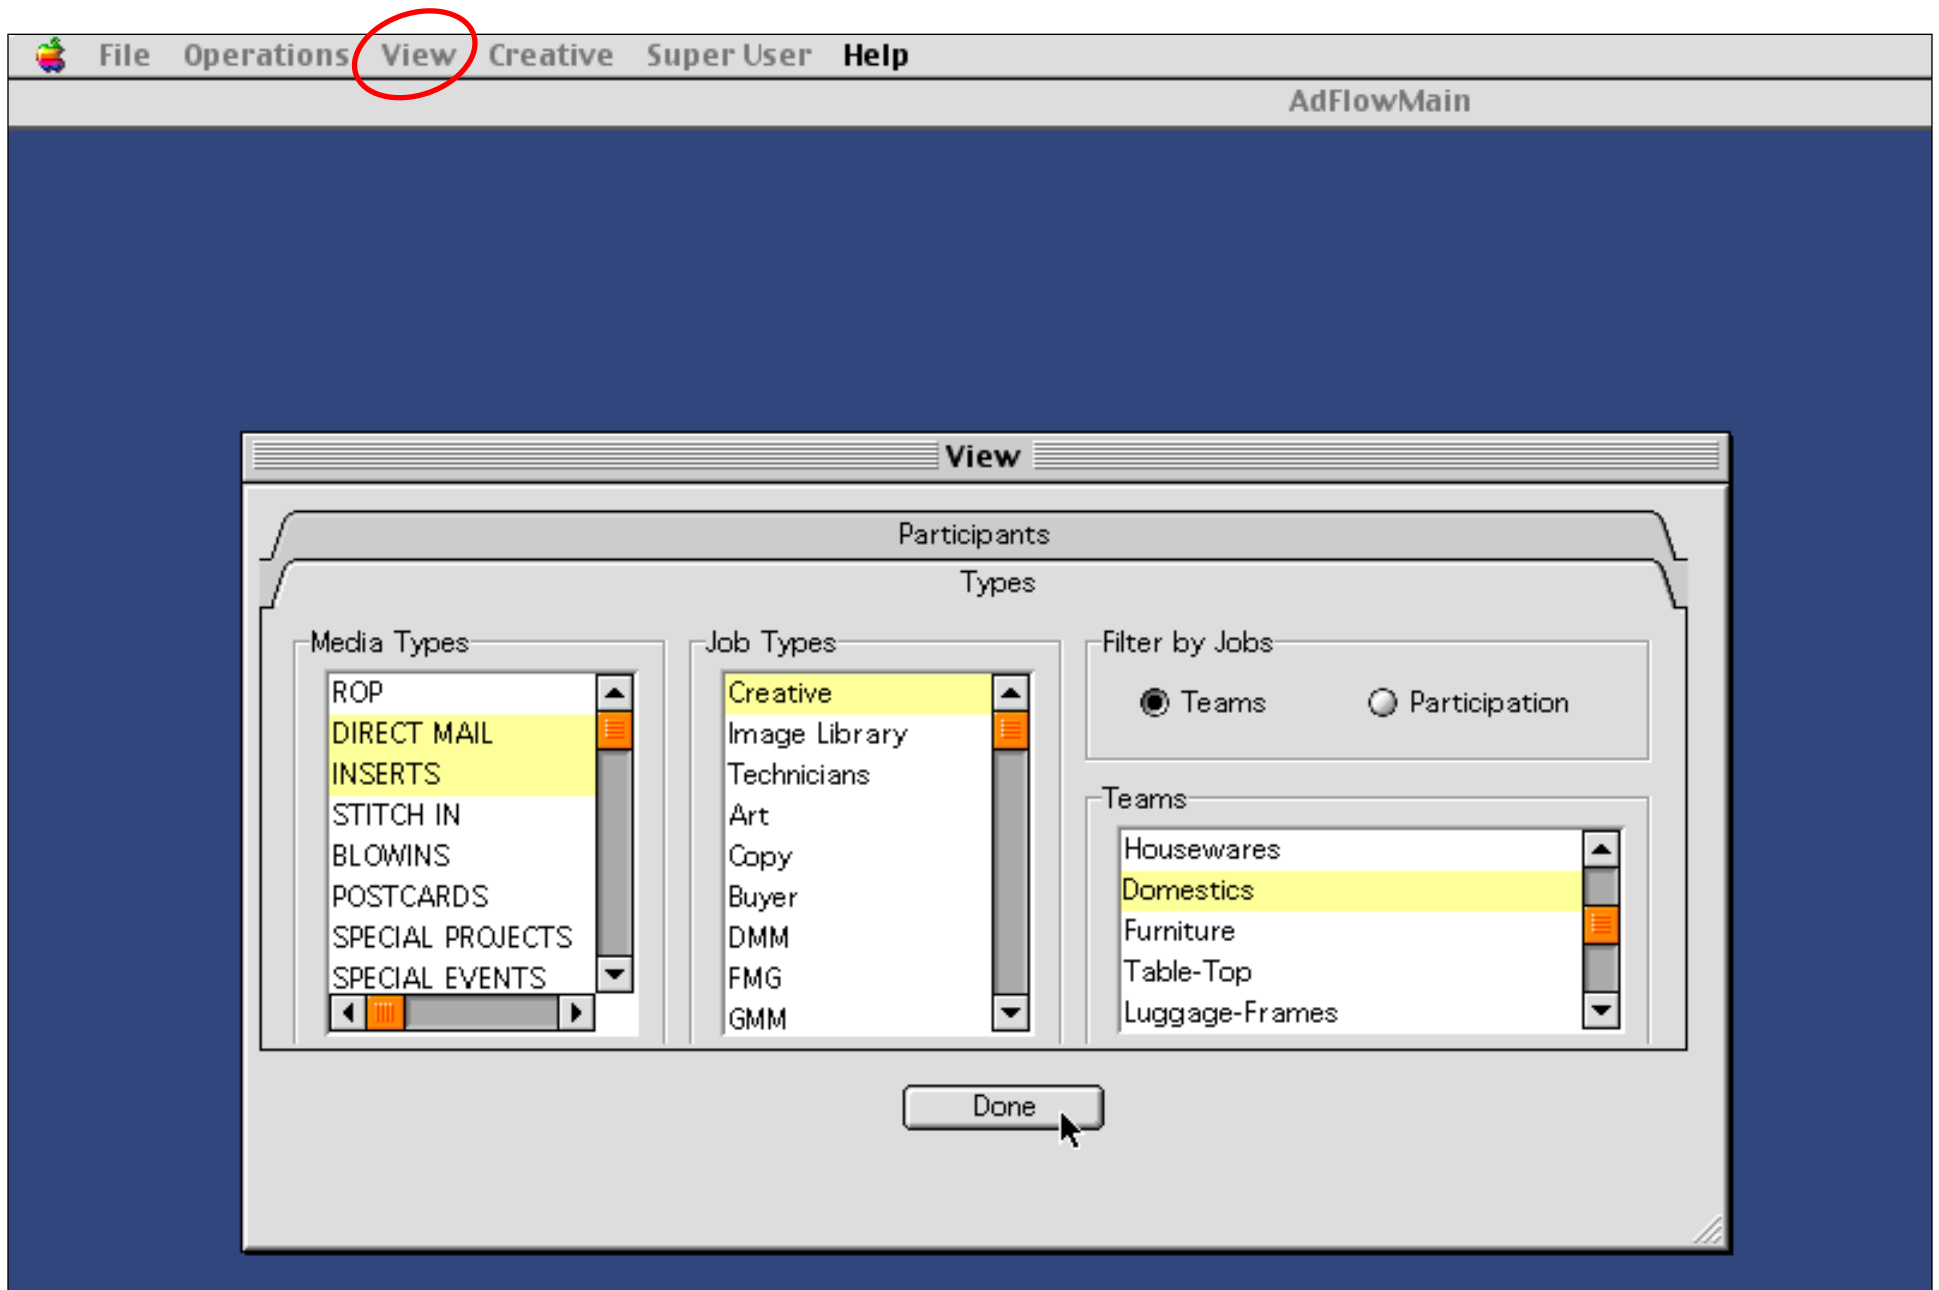 File Operations View Creative Super User Help
AdFlowMain
View
Participants
Types
Media Types
ROP
DIRECT MAIL
INSERTS
STITCH IN
BLOWINS
POSTCARDS
SPECIAL PROJECTS
SPECIAL EVENTS
Job Types
Creative
Image Library
Technicians
Art
Copy
Buyer
DMM
FMG
GMM
Filter by Jobs
Teams Participation
Teams
Housewares
Domestics
Furniture
Table-Top
Luggage-Frames
Done